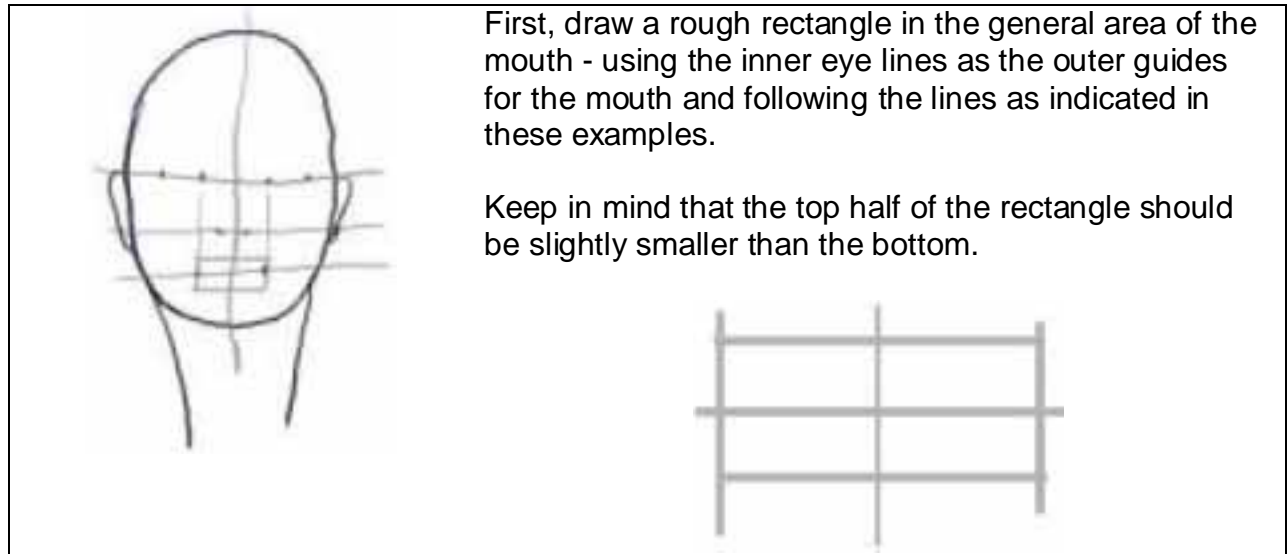 First, draw a rough rectangle in the general area of the
mouth - using the inner eye lines as the outer guides
for the mouth and following the lines as indicated in
these examples.
Keep in mind that the top half of the rectangle should
be slightly smaller than the bottom.